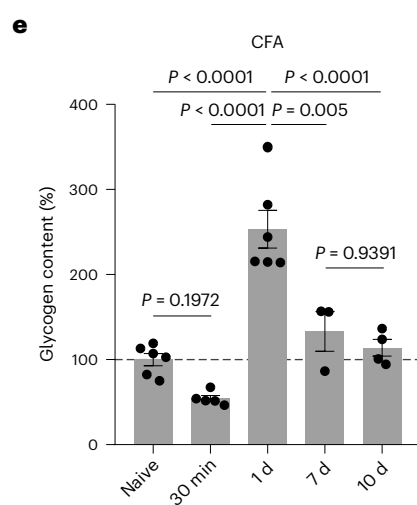 e
CFA
P < 0.0001 P < 0.0001
P < 0.0001 P = 0.005
P = 0.9391
P = 0.1972
Glycogen content (%)
400
300
200
100
0
Naive 30 min 1 d 7 d 10 d